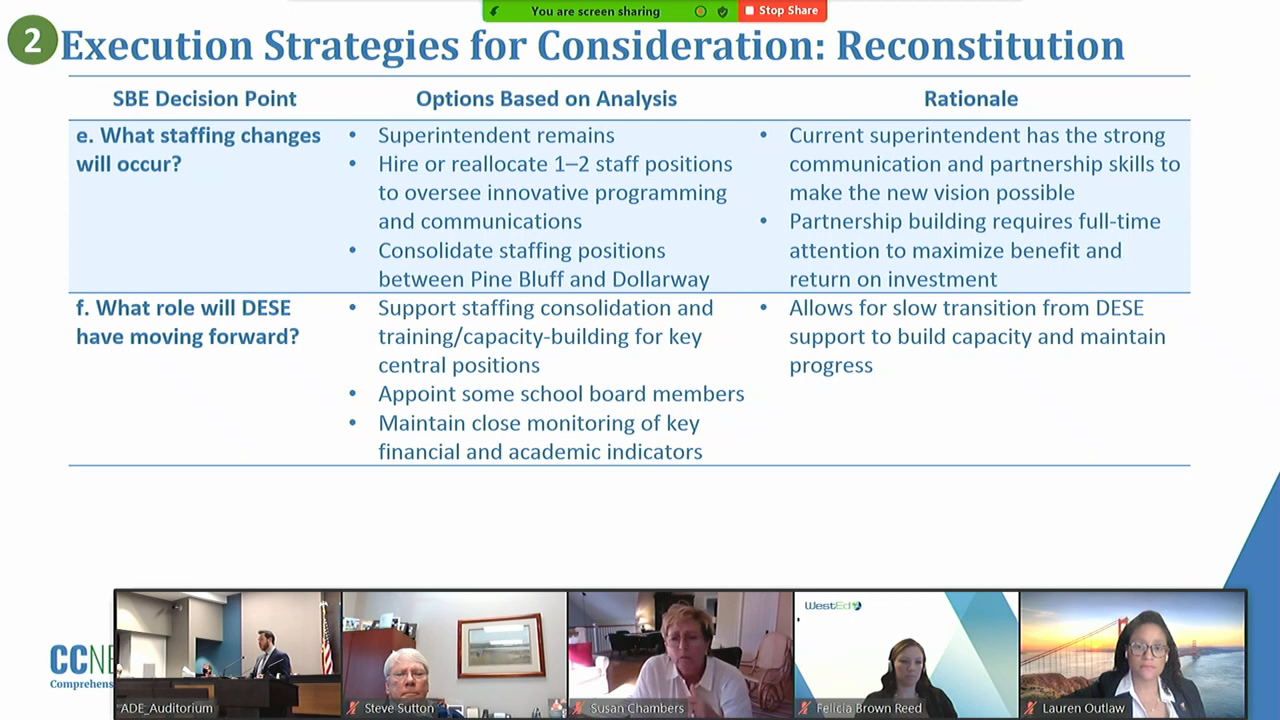 You are screen sharing
Stop Share
2
Execution Strategies for Consideration: Reconstitution
SBE Decision Point
Options Based on Analysis
Rationale
e. What staffing changes
will occur?
• Superintendent remains
• Hire or reallocate 1–2 staff positions
to oversee innovative programming
and communications
• Consolidate staffing positions
between Pine Bluff and Dollarway
• Current superintendent has the strong
communication and partnership skills to
make the new vision possible
• Partnership building requires full-time
attention to maximize benefit and
return on investment
f. What role will DESE
have moving forward?
• Support staffing consolidation and
training/capacity-building for key
central positions
• Appoint some school board members
• Maintain close monitoring of key
financial and academic indicators
• Allows for slow transition from DESE
support to build capacity and maintain
progress
CCNE
Comprehens
ADE_Auditorium
Steve Sutton
Susan Chambers
WestEd
Felicia Brown Reed
Lauren Outlaw